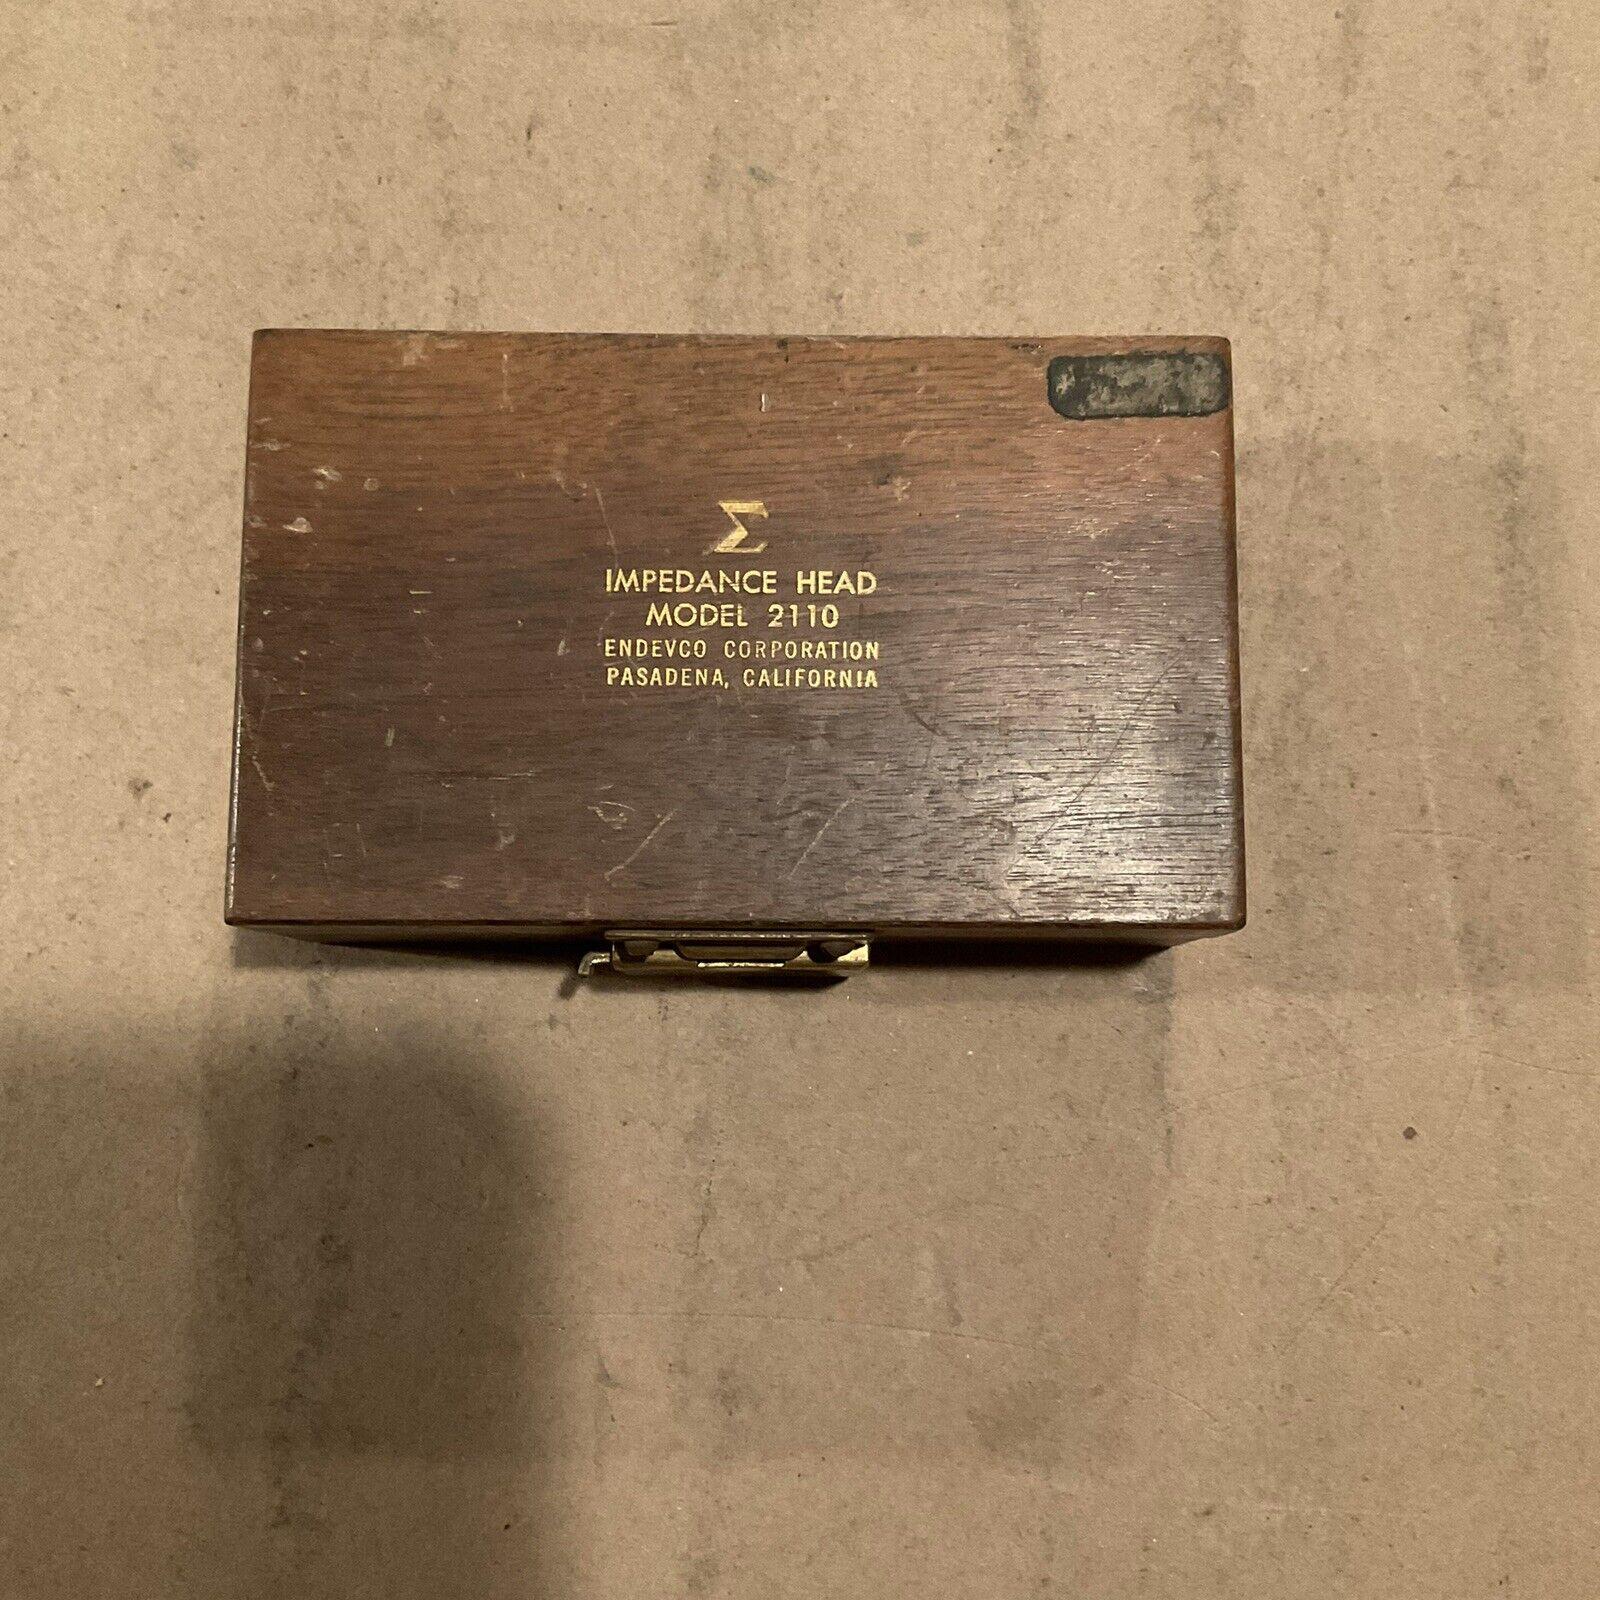 Σ
IMPEDANCE HEAD
MODEL 2110
ENDEVCO CORPORATION
PASADENA, CALIFORNIA